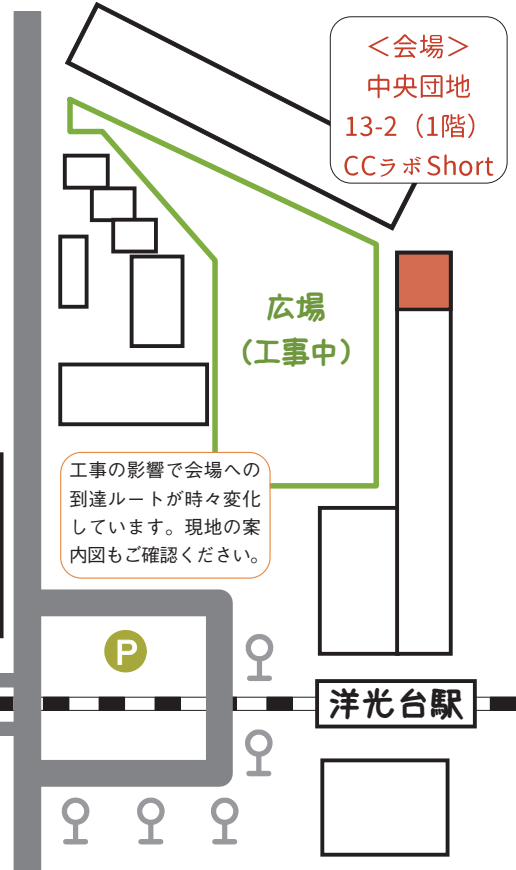 ＜会場＞
中央団地
13-2（1階）
CCラボShort
広場
（工事中）
工事の影響で会場への
到達ルートが時々変化
しています。現地の案
内図もご確認ください。
P
洋光台駅